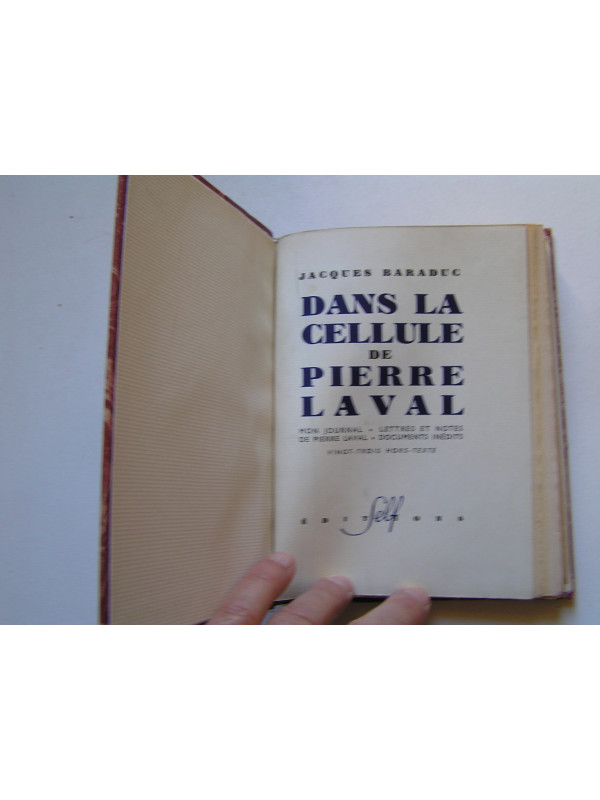 JACQUES BARADUC
DANS LA
CELLULE
DE
PIERRE
LAVAL
MON JOURNAL • LETTRES ET NOTES
DE PIERRE LAVAL • DOCUMENTS INÉDITS
VINGT-TROIS HORS-TEXTE
ÉDITIONS
Self